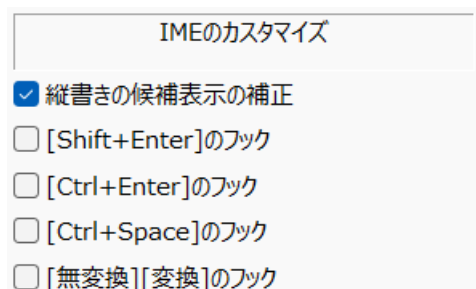 IMEのカスタマイズ
縦書きの候補表示の補正
[Shift+Enter]のフック
[Ctrl+Enter]のフック
[Ctrl+Space]のフック
[無変換][変換]のフック